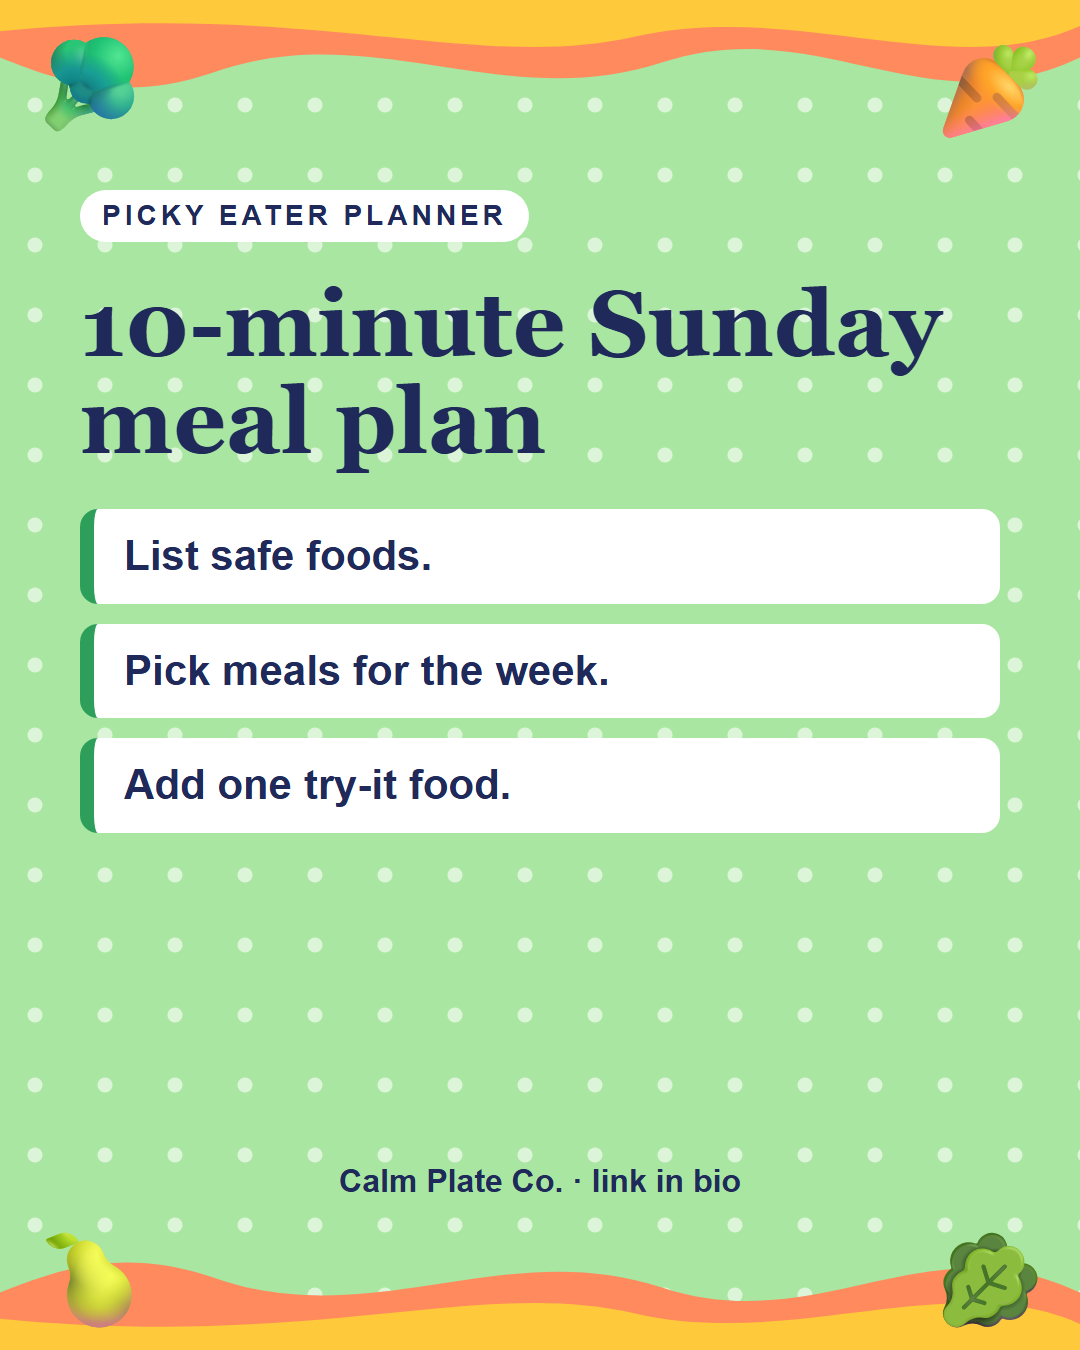 PICKY EATER PLANNER
10-minute Sunday
meal plan
List safe foods.
Pick meals for the week.
Add one try-it food.
Calm Plate Co. · link in bio